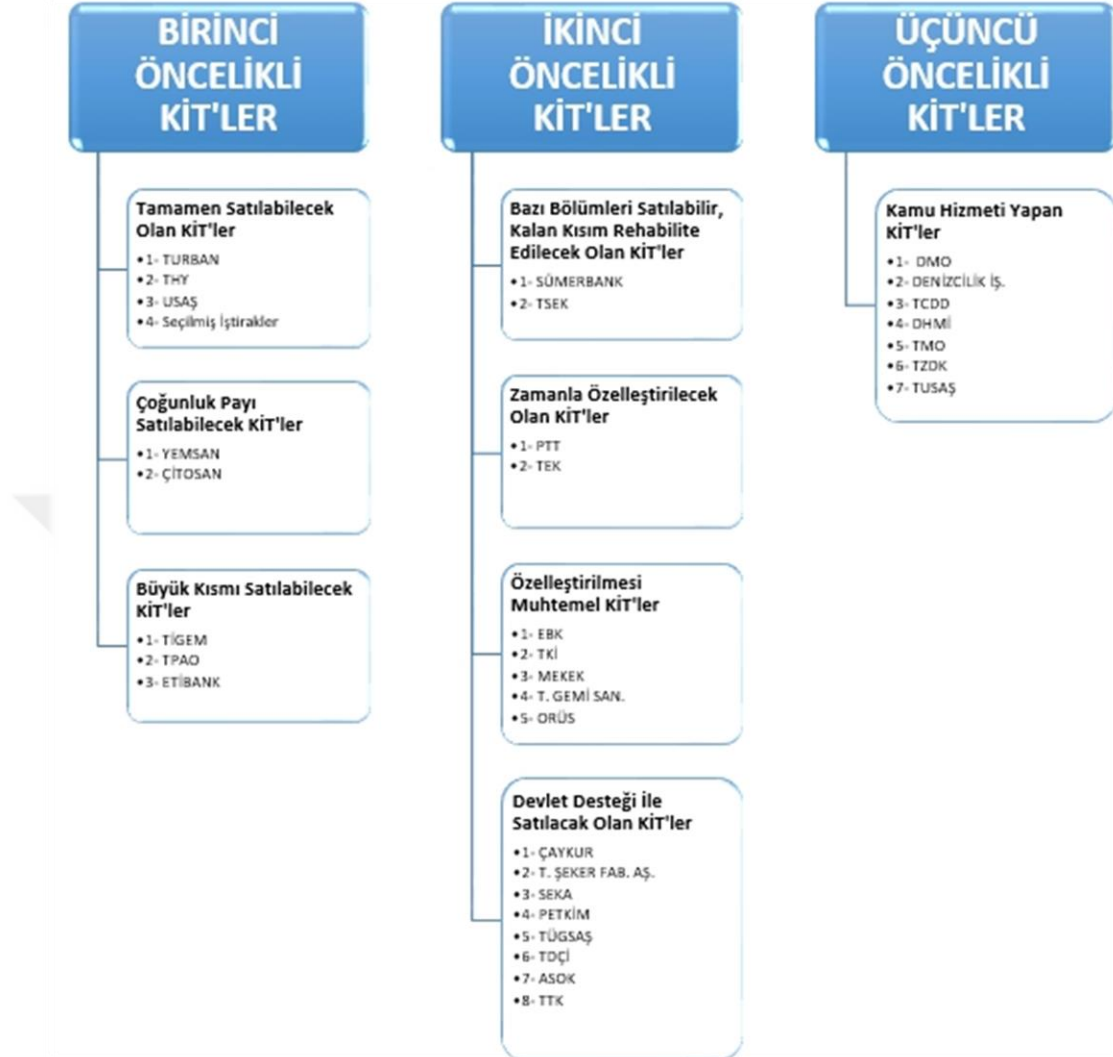 BİRİNCİ
ÖNCELİKLİ
KİT'LER
Tamamen Satılabilecek
Olan KİT'ler
•1- TURBAN
•2- THY
•3- USAŞ
•4- Seçilmiş İştirakler
Çoğunluk Payı
Satılabilecek KİT'ler
•1- YEMSAN
•2- ÇİTOSAN
Büyük Kısmı Satılabilecek
KİT'ler
•1- TİGEM
•2- TPAO
•3- ETİBANK
İKİNCİ
ÖNCELİKLİ
KİT'LER
Bazı Bölümleri Satılabilir,
Kalan Kısım Rehabilite
Edilecek Olan KİT'ler
•1- SÜMERBANK
•2- TSEK
Zamanla Özelleştirilecek
Olan KİT'ler
•1- PTT
•2- TEK
Özelleştirilmesi
Muhtemel KİT'ler
•1- EBK
•2- TKİ
•3- MEKEK
•4- T. GEMİ SAN.
•5- ORÜS
Devlet Desteği İle
Satılacak Olan KİT'ler
•1- ÇAYKUR
•2- T. ŞEKER FAB. AŞ.
•3- SEKA
•4- PETKİM
•5- TÜGSAŞ
•6- TDÇİ
•7- ASOK
•8- TTK
ÜÇÜNCÜ
ÖNCELİKLİ
KİT'LER
Kamu Hizmeti Yapan
KİT'ler
•1- DMO
•2- DENİZCİLİK İŞ.
•3- TCDD
•4- DHMİ
•5- TMO
•6- TZDK
•7- TUSAŞ